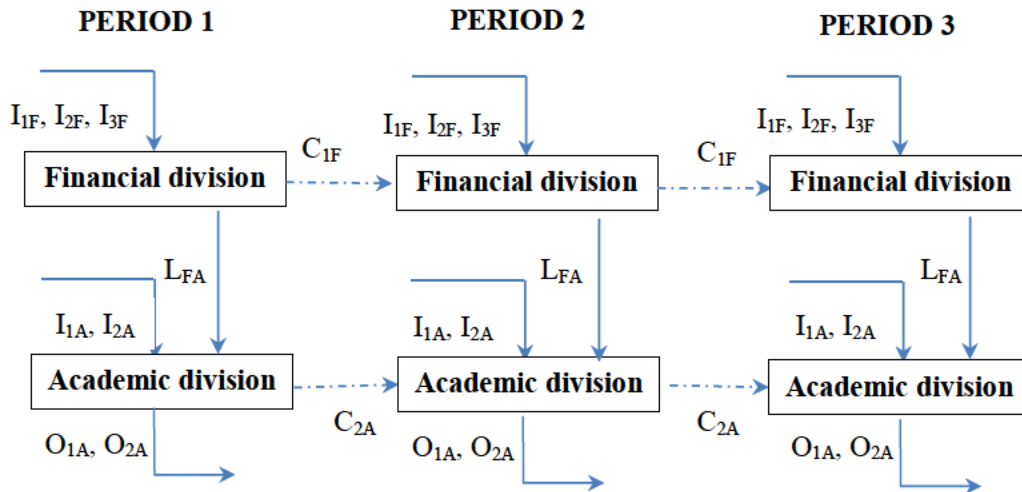 PERIOD 1 PERIOD 2 PERIOD 3
I1F, I2F, I3F I1F, I2F, I3F I1F, I2F, I3F
C1F C1F
Financial division Financial division Financial division
LFA LFA LFA
I1A, I2A I1A, I2A I1A, I2A
Academic division Academic division Academic division
C2A C2A
O1A, O2A O1A, O2A O1A, O2A